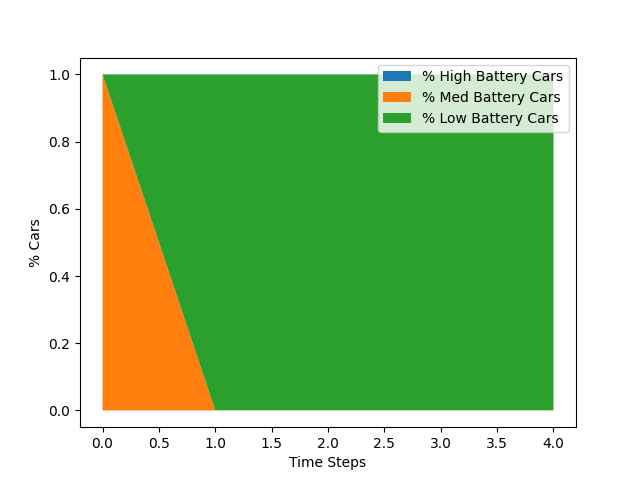 % High Battery Cars
% Med Battery Cars
% Low Battery Cars
1.0
0.8
0.6
0.4
0.2
0.0
% Cars
0.0 0.5 1.0 1.5 2.0 2.5 3.0 3.5 4.0
Time Steps